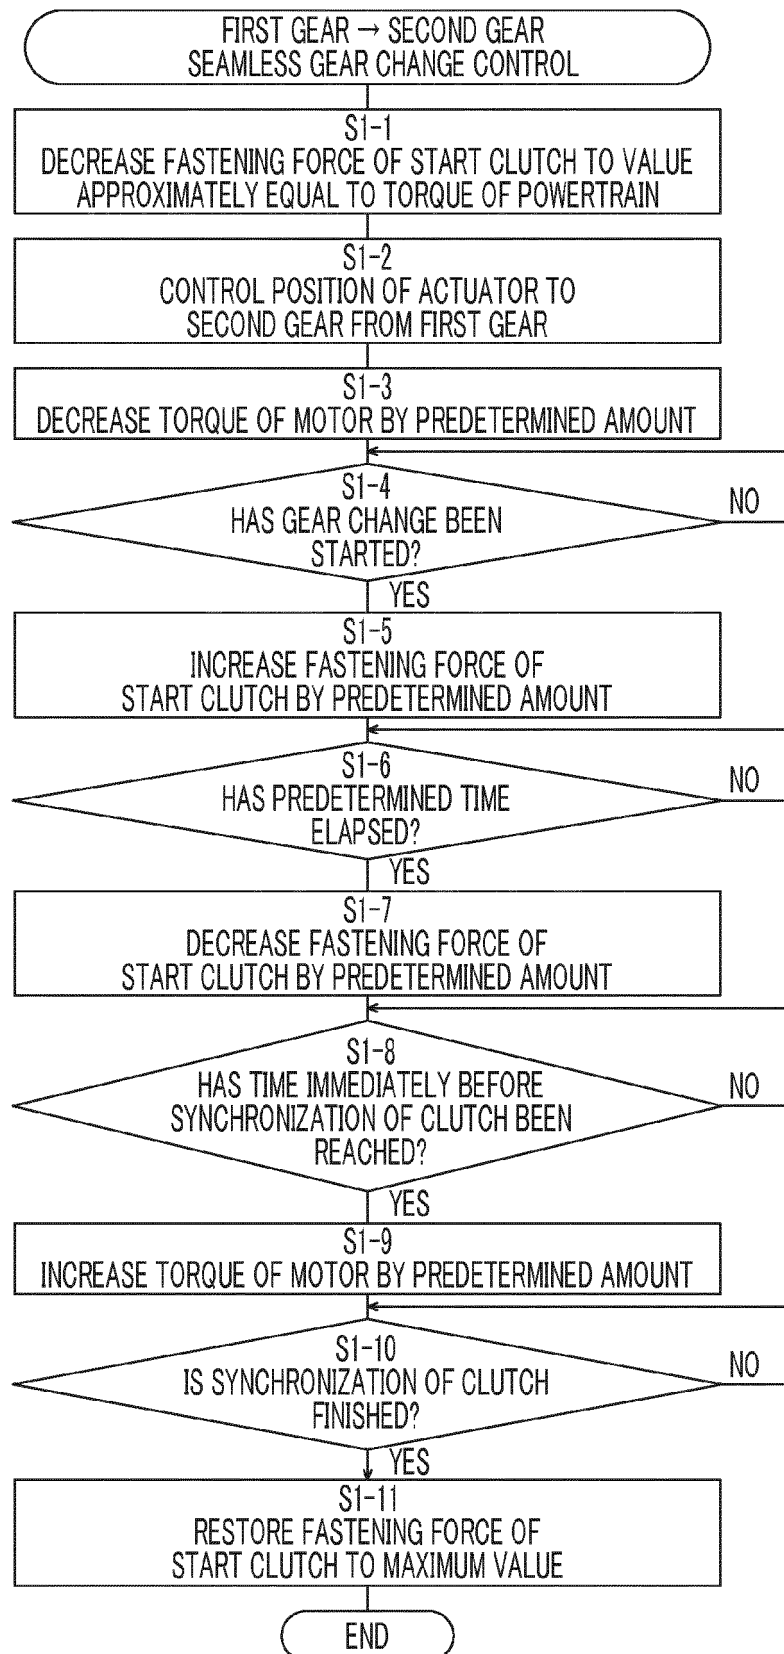 FIRST GEAR → SECOND GEAR
SEAMLESS GEAR CHANGE CONTROL
S1-1
DECREASE FASTENING FORCE OF START CLUTCH TO VALUE
APPROXIMATELY EQUAL TO TORQUE OF POWERTRAIN
S1-2
CONTROL POSITION OF ACTUATOR TO
SECOND GEAR FROM FIRST GEAR
S1-3
DECREASE TORQUE OF MOTOR BY PREDETERMINED AMOUNT
S1-4
HAS GEAR CHANGE BEEN
STARTED?
NO
YES
S1-5
INCREASE FASTENING FORCE OF
START CLUTCH BY PREDETERMINED AMOUNT
S1-6
HAS PREDETERMINED TIME
ELAPSED?
NO
YES
S1-7
DECREASE FASTENING FORCE OF
START CLUTCH BY PREDETERMINED AMOUNT
S1-8
HAS TIME IMMEDIATELY BEFORE
SYNCHRONIZATION OF CLUTCH BEEN
REACHED?
NO
YES
S1-9
INCREASE TORQUE OF MOTOR BY PREDETERMINED AMOUNT
S1-10
IS SYNCHRONIZATION OF CLUTCH
FINISHED?
NO
YES
S1-11
RESTORE FASTENING FORCE OF
START CLUTCH TO MAXIMUM VALUE
END